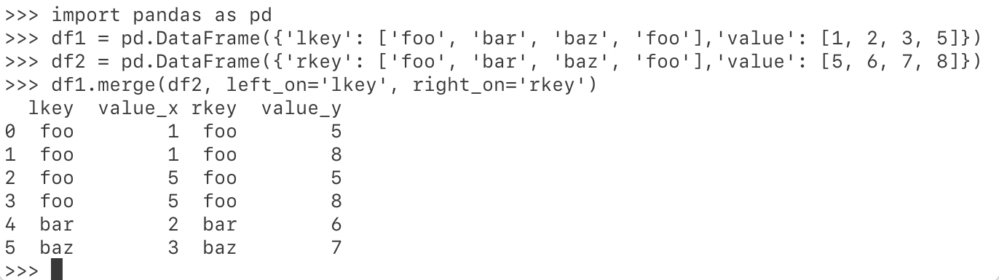 >>> import pandas as pd
>>> df1 = pd.DataFrame({'lkey': ['foo', 'bar', 'baz', 'foo'],'value': [1, 2, 3, 5]})
>>> df2 = pd.DataFrame({'rkey': ['foo', 'bar', 'baz', 'foo'],'value': [5, 6, 7, 8]})
>>> df1.merge(df2, left_on='lkey', right_on='rkey')
  lkey  value_x rkey  value_y
0  foo        1  foo        5
1  foo        1  foo        8
2  foo        5  foo        5
3  foo        5  foo        8
4  bar        2  bar        6
5  baz        3  baz        7
>>>